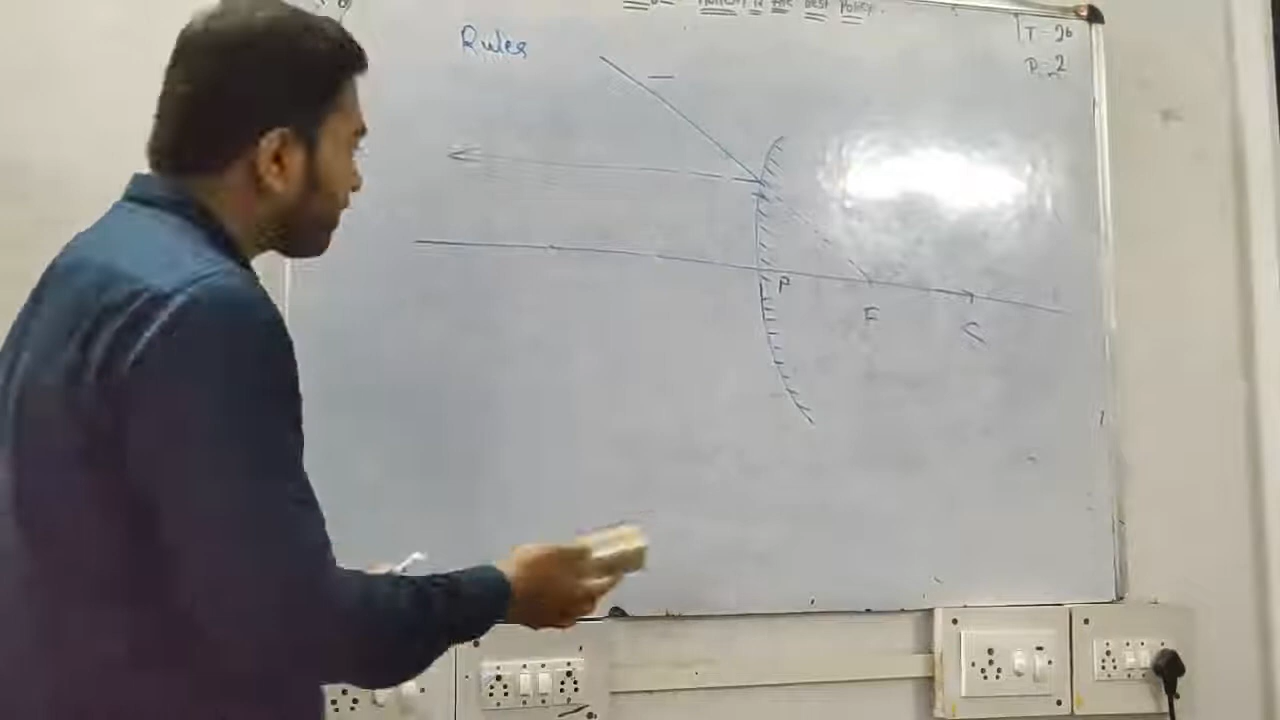 Honesty is the Best Policy.
T - 26
P - 2
Rules
P
F
C